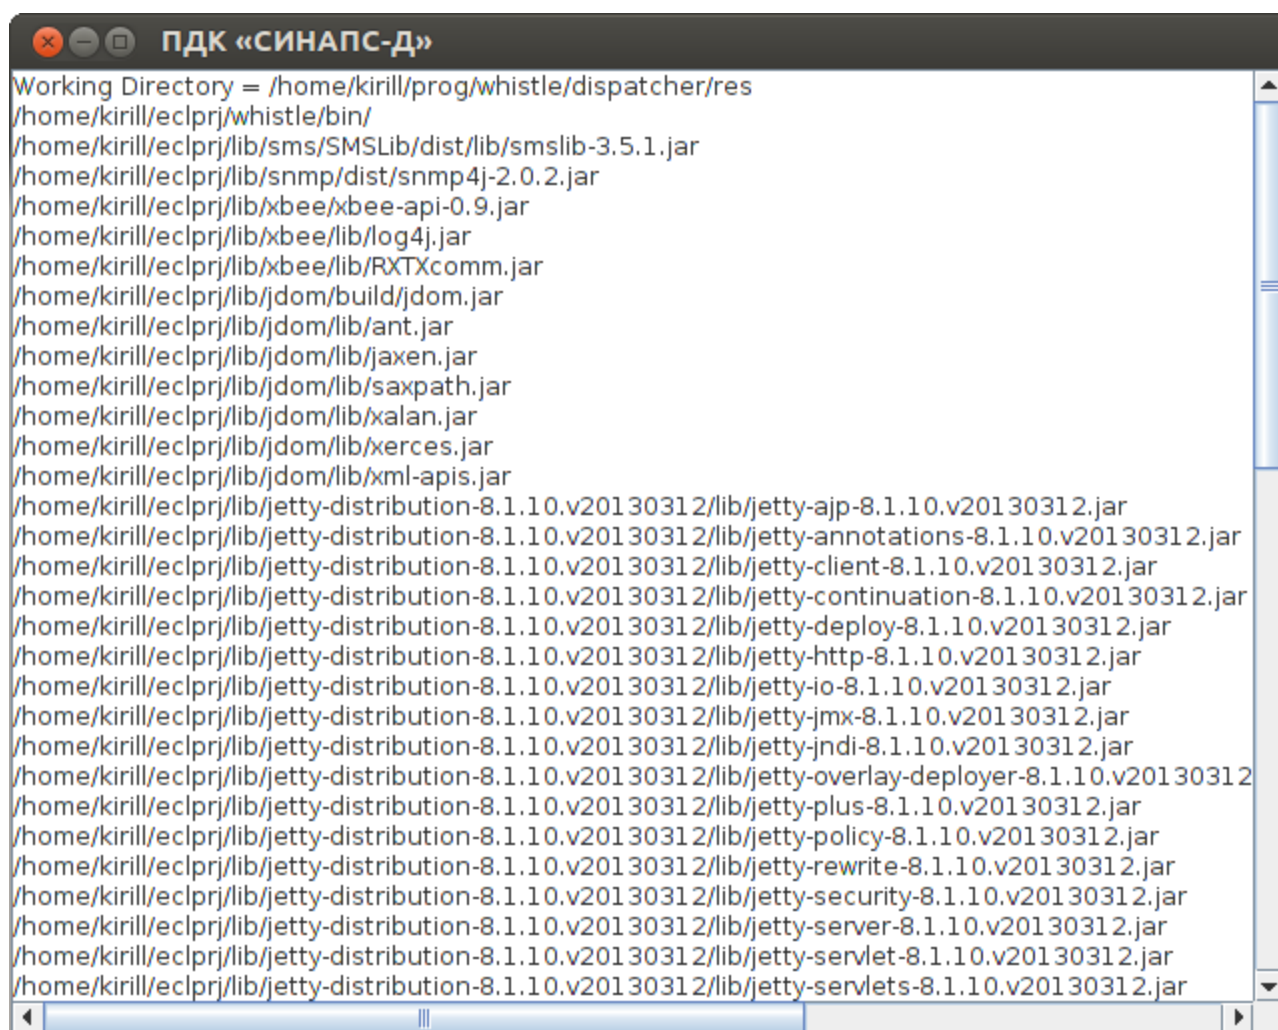 ПДК «СИНАПС-Д»
Working Directory = /home/kirill/prog/whistle/dispatcher/res
/home/kirill/eclprj/whistle/bin/
/home/kirill/eclprj/lib/sms/SMSLib/dist/lib/smslib-3.5.1.jar
/home/kirill/eclprj/lib/snmp/dist/snmp4j-2.0.2.jar
/home/kirill/eclprj/lib/xbee/xbee-api-0.9.jar
/home/kirill/eclprj/lib/xbee/lib/log4j.jar
/home/kirill/eclprj/lib/xbee/lib/RXTXcomm.jar
/home/kirill/eclprj/lib/jdom/build/jdom.jar
/home/kirill/eclprj/lib/jdom/lib/ant.jar
/home/kirill/eclprj/lib/jdom/lib/jaxen.jar
/home/kirill/eclprj/lib/jdom/lib/saxpath.jar
/home/kirill/eclprj/lib/jdom/lib/xalan.jar
/home/kirill/eclprj/lib/jdom/lib/xerces.jar
/home/kirill/eclprj/lib/jdom/lib/xml-apis.jar
/home/kirill/eclprj/lib/jetty-distribution-8.1.10.v20130312/lib/jetty-ajp-8.1.10.v20130312.jar
/home/kirill/eclprj/lib/jetty-distribution-8.1.10.v20130312/lib/jetty-annotations-8.1.10.v20130312.jar
/home/kirill/eclprj/lib/jetty-distribution-8.1.10.v20130312/lib/jetty-client-8.1.10.v20130312.jar
/home/kirill/eclprj/lib/jetty-distribution-8.1.10.v20130312/lib/jetty-continuation-8.1.10.v20130312.jar
/home/kirill/eclprj/lib/jetty-distribution-8.1.10.v20130312/lib/jetty-deploy-8.1.10.v20130312.jar
/home/kirill/eclprj/lib/jetty-distribution-8.1.10.v20130312/lib/jetty-http-8.1.10.v20130312.jar
/home/kirill/eclprj/lib/jetty-distribution-8.1.10.v20130312/lib/jetty-io-8.1.10.v20130312.jar
/home/kirill/eclprj/lib/jetty-distribution-8.1.10.v20130312/lib/jetty-jmx-8.1.10.v20130312.jar
/home/kirill/eclprj/lib/jetty-distribution-8.1.10.v20130312/lib/jetty-jndi-8.1.10.v20130312.jar
/home/kirill/eclprj/lib/jetty-distribution-8.1.10.v20130312/lib/jetty-overlay-deployer-8.1.10.v20130312
/home/kirill/eclprj/lib/jetty-distribution-8.1.10.v20130312/lib/jetty-plus-8.1.10.v20130312.jar
/home/kirill/eclprj/lib/jetty-distribution-8.1.10.v20130312/lib/jetty-policy-8.1.10.v20130312.jar
/home/kirill/eclprj/lib/jetty-distribution-8.1.10.v20130312/lib/jetty-rewrite-8.1.10.v20130312.jar
/home/kirill/eclprj/lib/jetty-distribution-8.1.10.v20130312/lib/jetty-security-8.1.10.v20130312.jar
/home/kirill/eclprj/lib/jetty-distribution-8.1.10.v20130312/lib/jetty-server-8.1.10.v20130312.jar
/home/kirill/eclprj/lib/jetty-distribution-8.1.10.v20130312/lib/jetty-servlet-8.1.10.v20130312.jar
/home/kirill/eclprj/lib/jetty-distribution-8.1.10.v20130312/lib/jetty-servlets-8.1.10.v20130312.jar